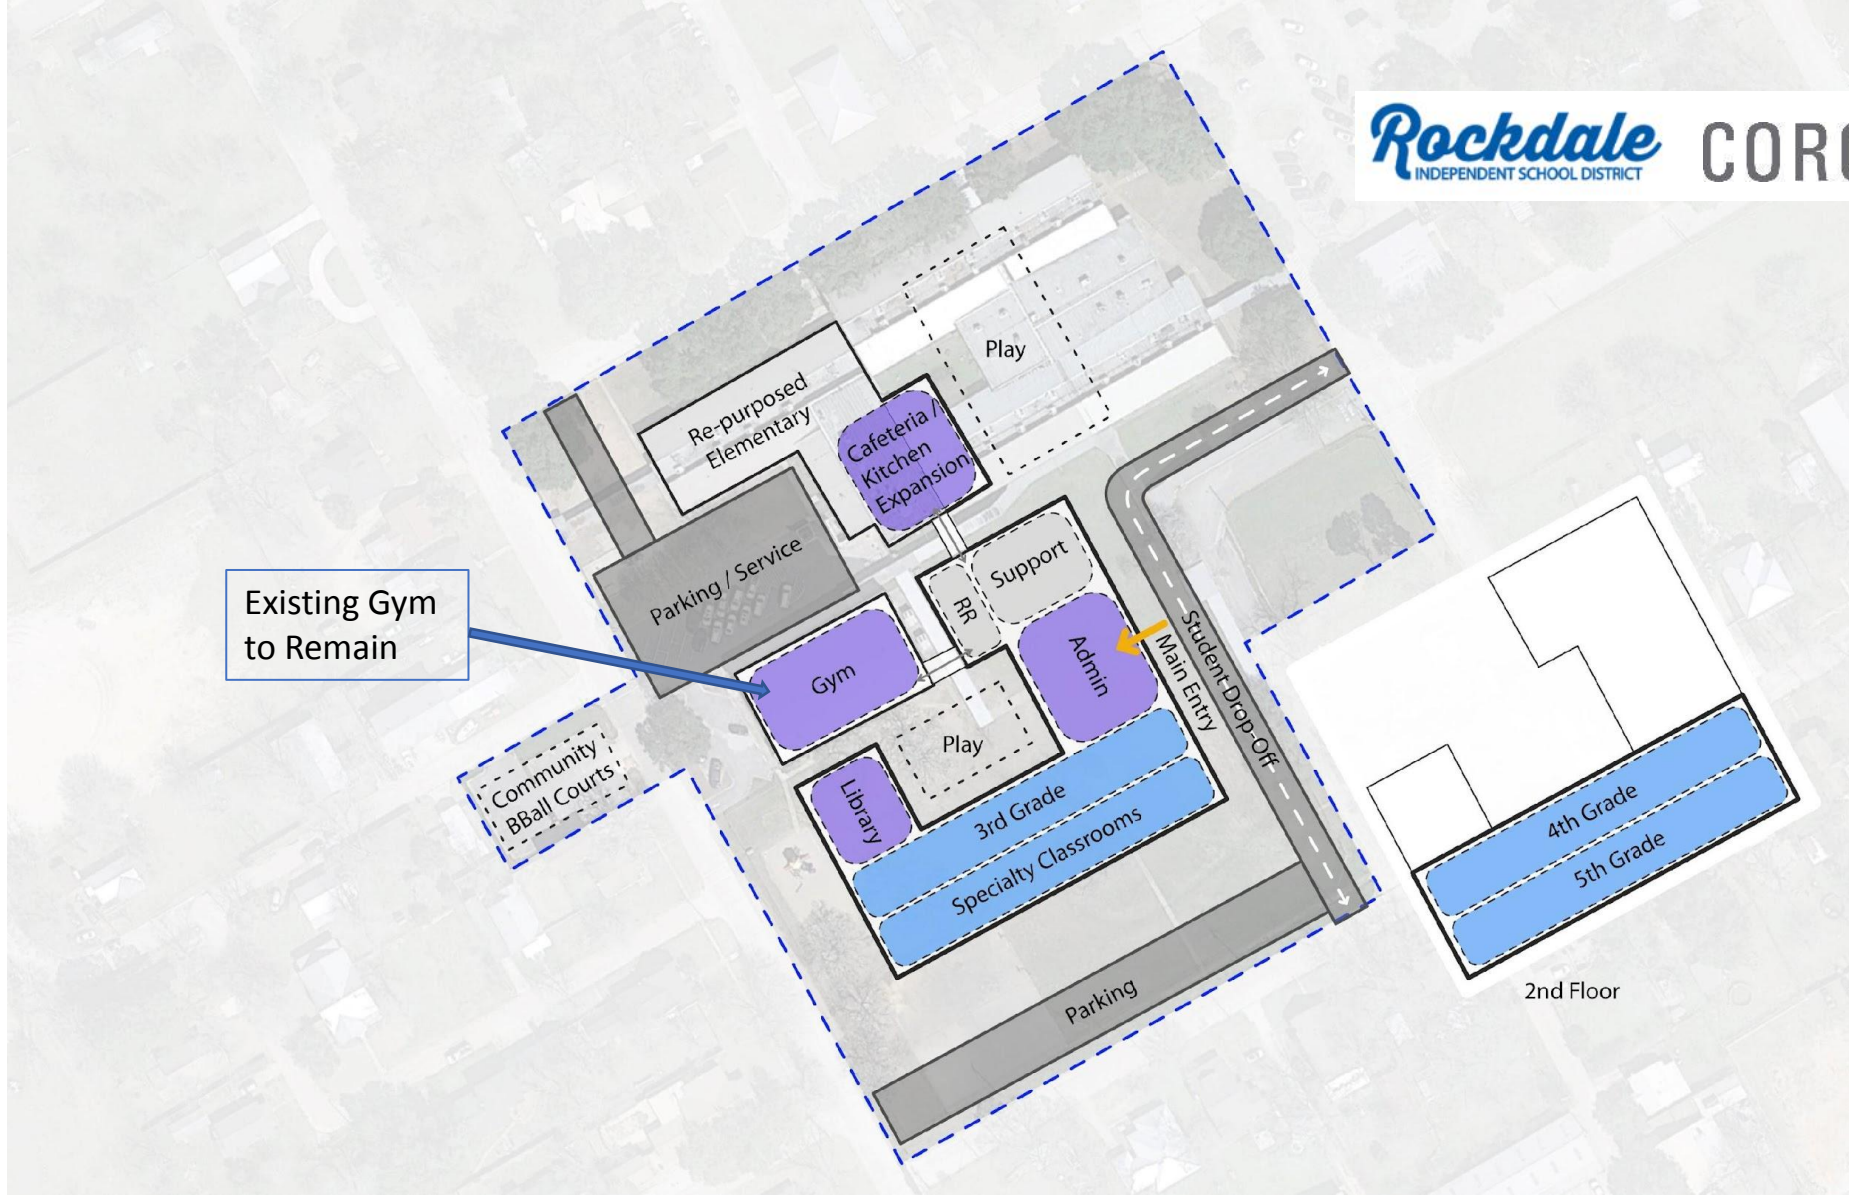 Rockdale
INDEPENDENT SCHOOL DISTRICT
Play
Re-purposed
Elementary
Cafeteria /
Kitchen
Expansion
Parking / Service
Support
RR
Existing Gym
to Remain
Gym
Admin
Main Entry
Student Drop-Off
Play
Community
BBall Courts
Library
3rd Grade
Specialty Classrooms
4th Grade
5th Grade
Parking
2nd Floor